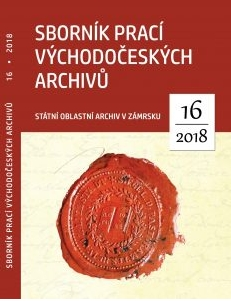 SBORNÍK PRACÍ
VÝCHODOČESKÝCH
ARCHIVŮ
STÁTNÍ OBLASTNÍ ARCHIV V ZÁMRSKU
16
2018
SBORNÍK PRACÍ VÝCHODOČESKÝCH ARCHIVŮ 16 • 2018